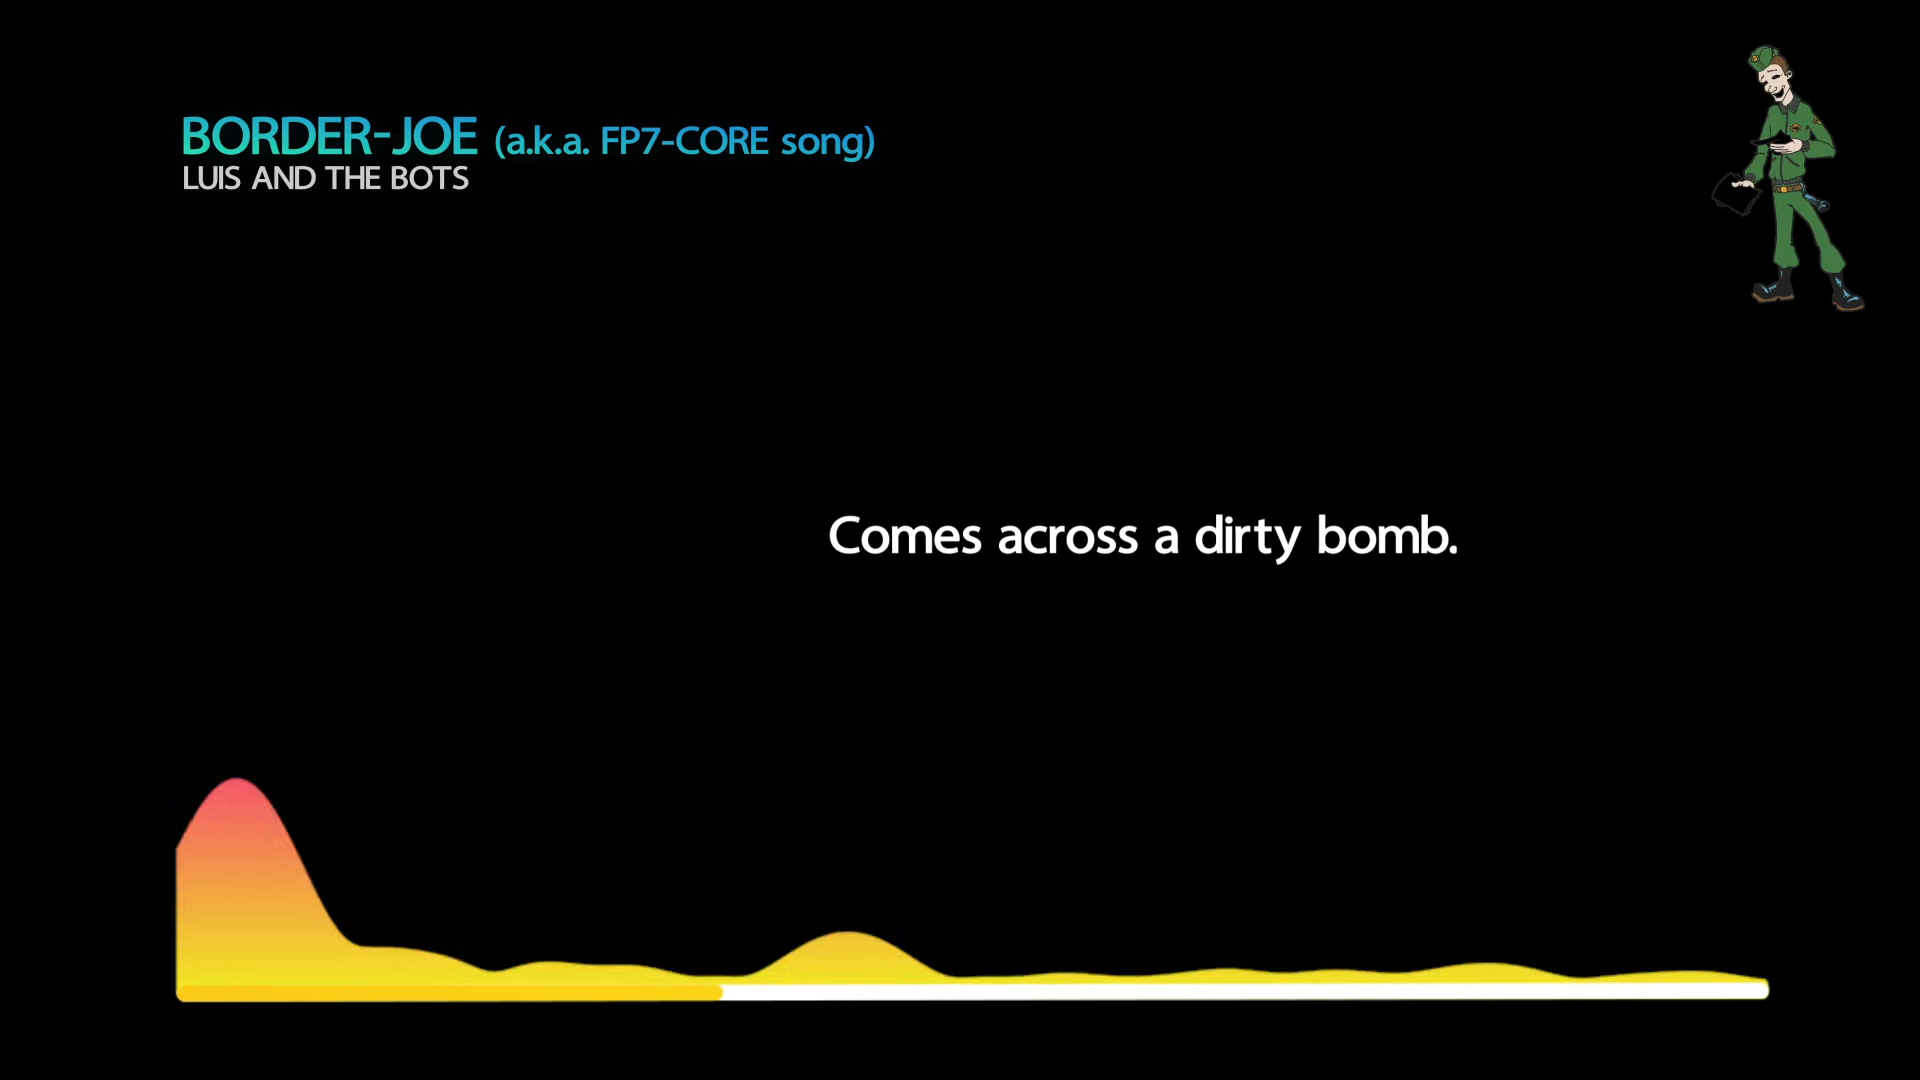 BORDER-JOE (a.k.a. FP7-CORE song)
LUIS AND THE BOTS
Comes across a dirty bomb.